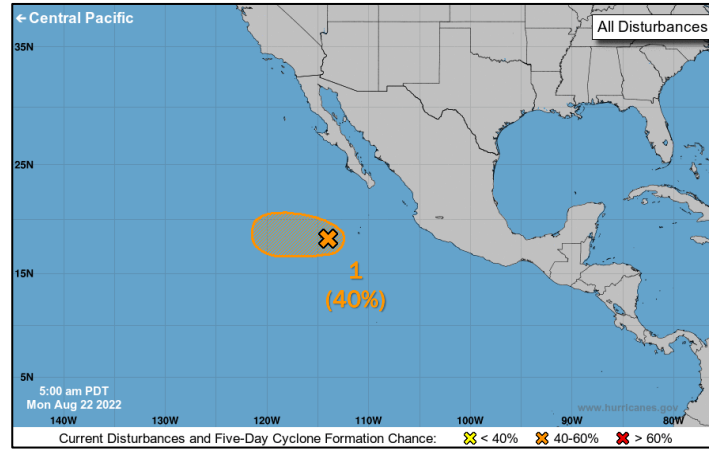 ← Central Pacific
All Disturbances
35N
25N
15N
5N
1
(40%)
5:00 am PDT
Mon Aug 22 2022
www.hurricanes.gov
140W 130W 120W 110W 100W 90W 80W
Current Disturbances and Five-Day Cyclone Formation Chance: < 40% 40-60% > 60%